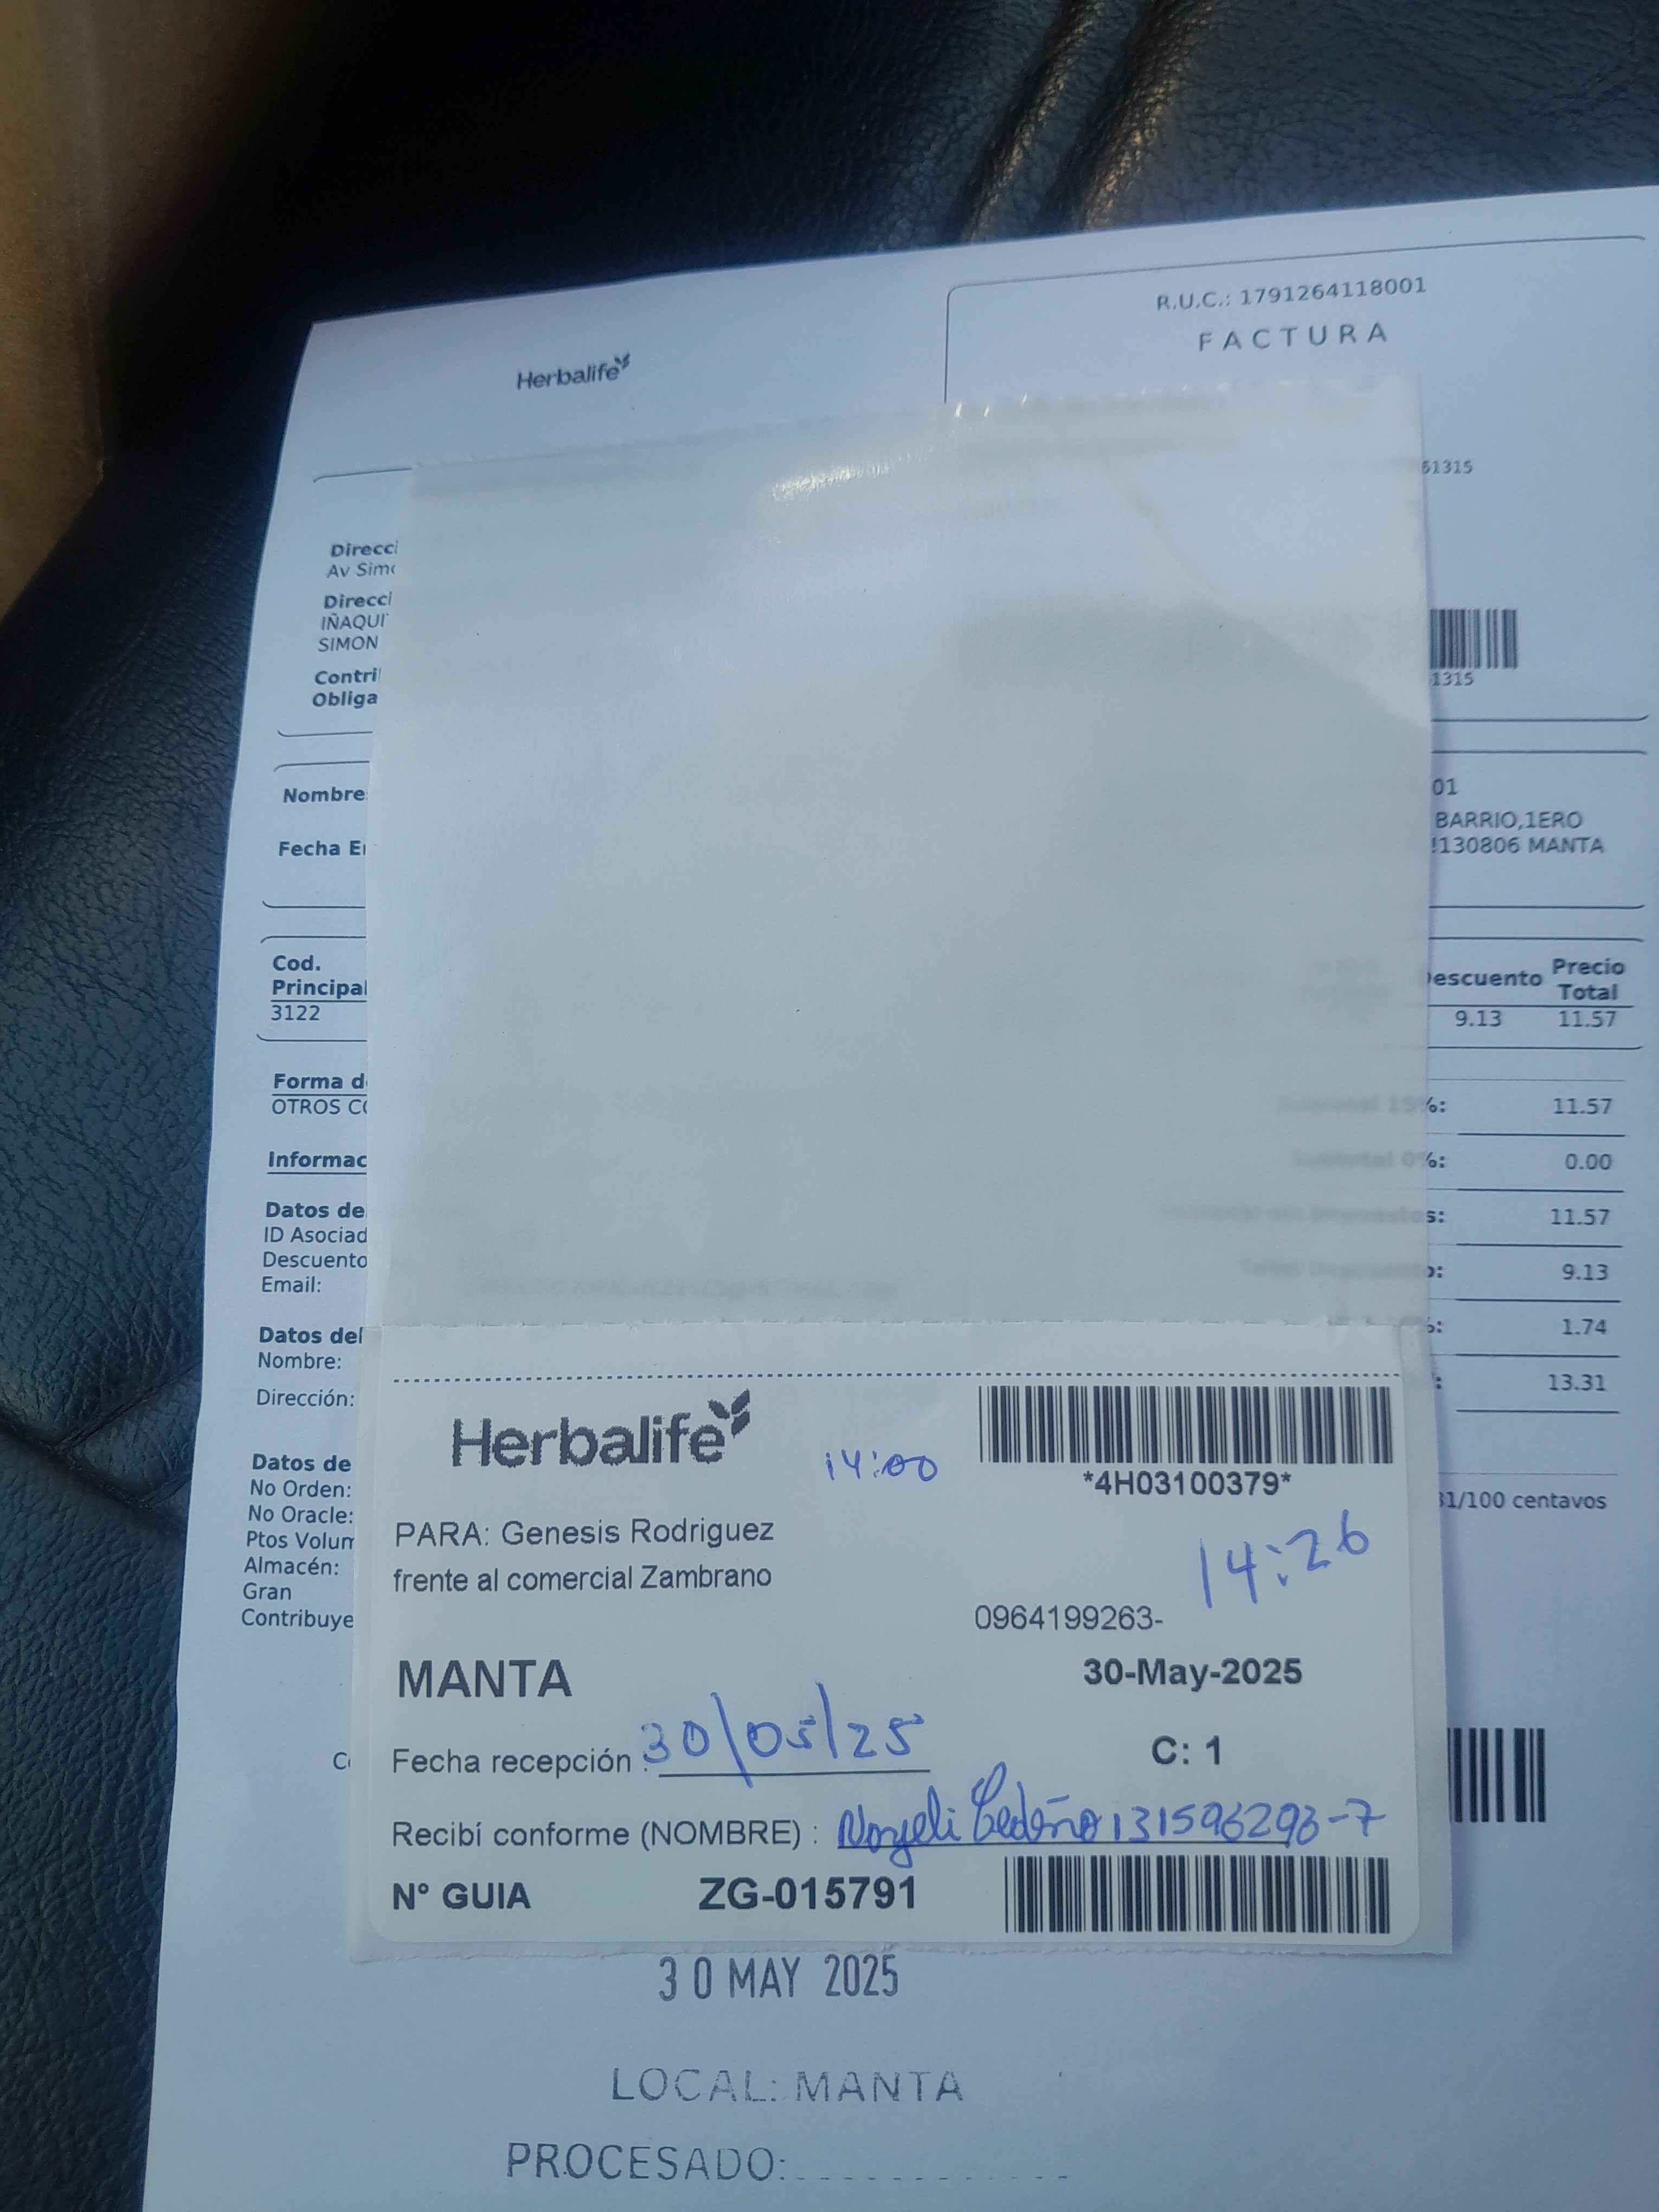 R.U.C.: 1791264118001
FACTURA
Herbalife
61315
Direcci
Av Sim
Direcci
IÑAQUI
SIMON
Contri
Obliga
1315
Nombre
01
BARRIO,1ERO
Fecha E
!130806 MANTA
Cod.
Principal
Descuento
Precio
Total
3122
9.13
11.57
Forma d
OTROS C
%:
11.57
Informac
0%:
0.00
Datos de
s:
11.57
ID Asociad
Descuento
9.13
Email:
Datos del
1.74
Nombre:
13.31
Dirección:
Herbalife
14:00
*4H03100379*
Datos de
No Orden:
No Oracle:
31/100 centavos
Ptos Volum
Almacén:
Gran
Contribuye
PARA: Genesis Rodriguez
frente al comercial Zambrano
14:26
0964199263-
MANTA
30-May-2025
Fecha recepción : 30/05/25
C: 1
Recibí conforme (NOMBRE) : Cedeño 131596293-7
N° GUIA ZG-015791
30 MAY 2025
LOCAL: MANTA
PROCESADO: